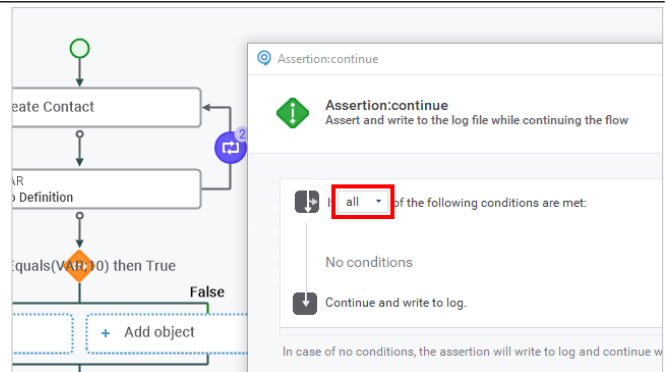 Assertion:continue
Assertion:continue
Assert and write to the log file while continuing the flow
eate Contact
2
AR
Definition
If all of the following conditions are met:
No conditions
Equals(VAR;10) then True
False
Continue and write to log.
+ Add object
In case of no conditions, the assertion will write to log and continue w